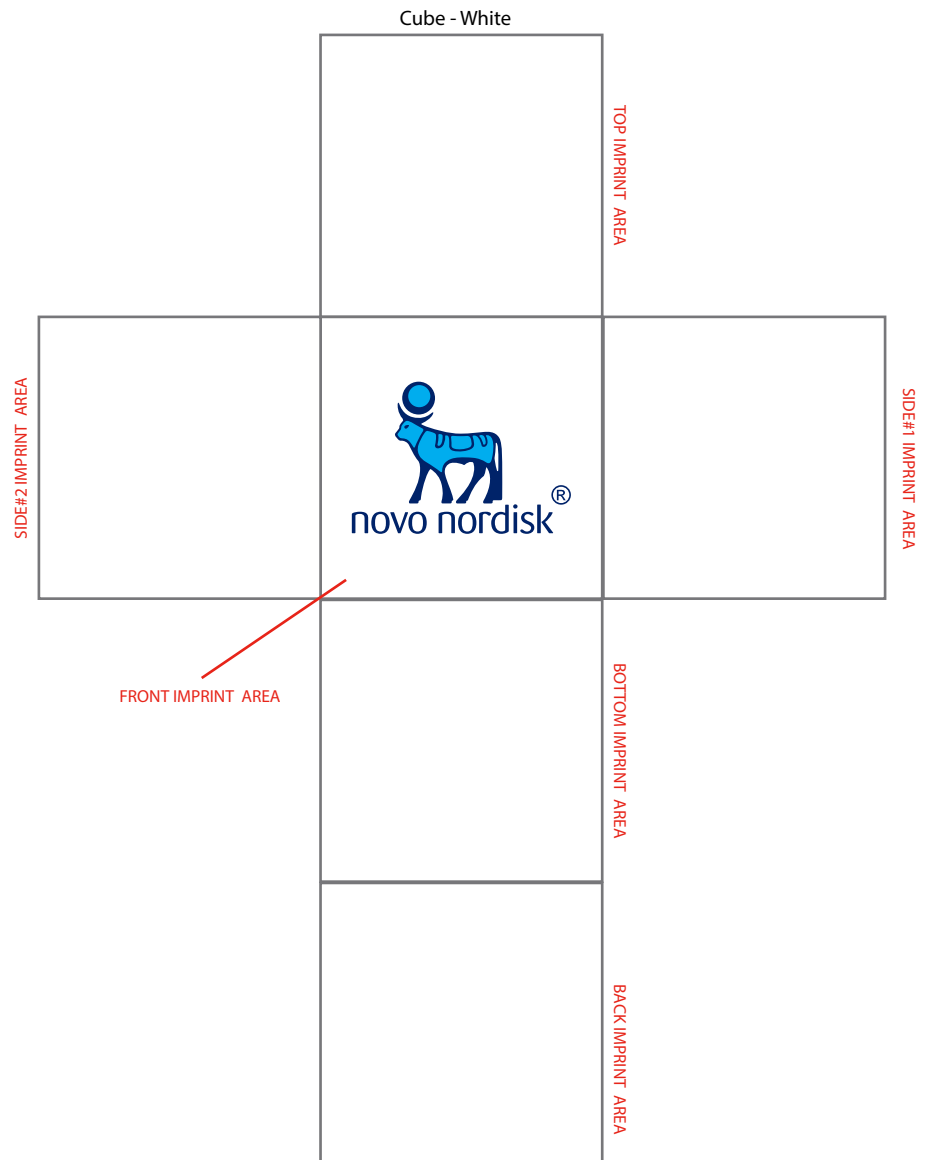 Cube - White
TOP IMPRINT AREA
SIDE#2 IMPRINT AREA
novo nordisk®
SIDE#1 IMPRINT AREA
FRONT IMPRINT AREA
BOTTOM IMPRINT AREA
BACK IMPRINT AREA